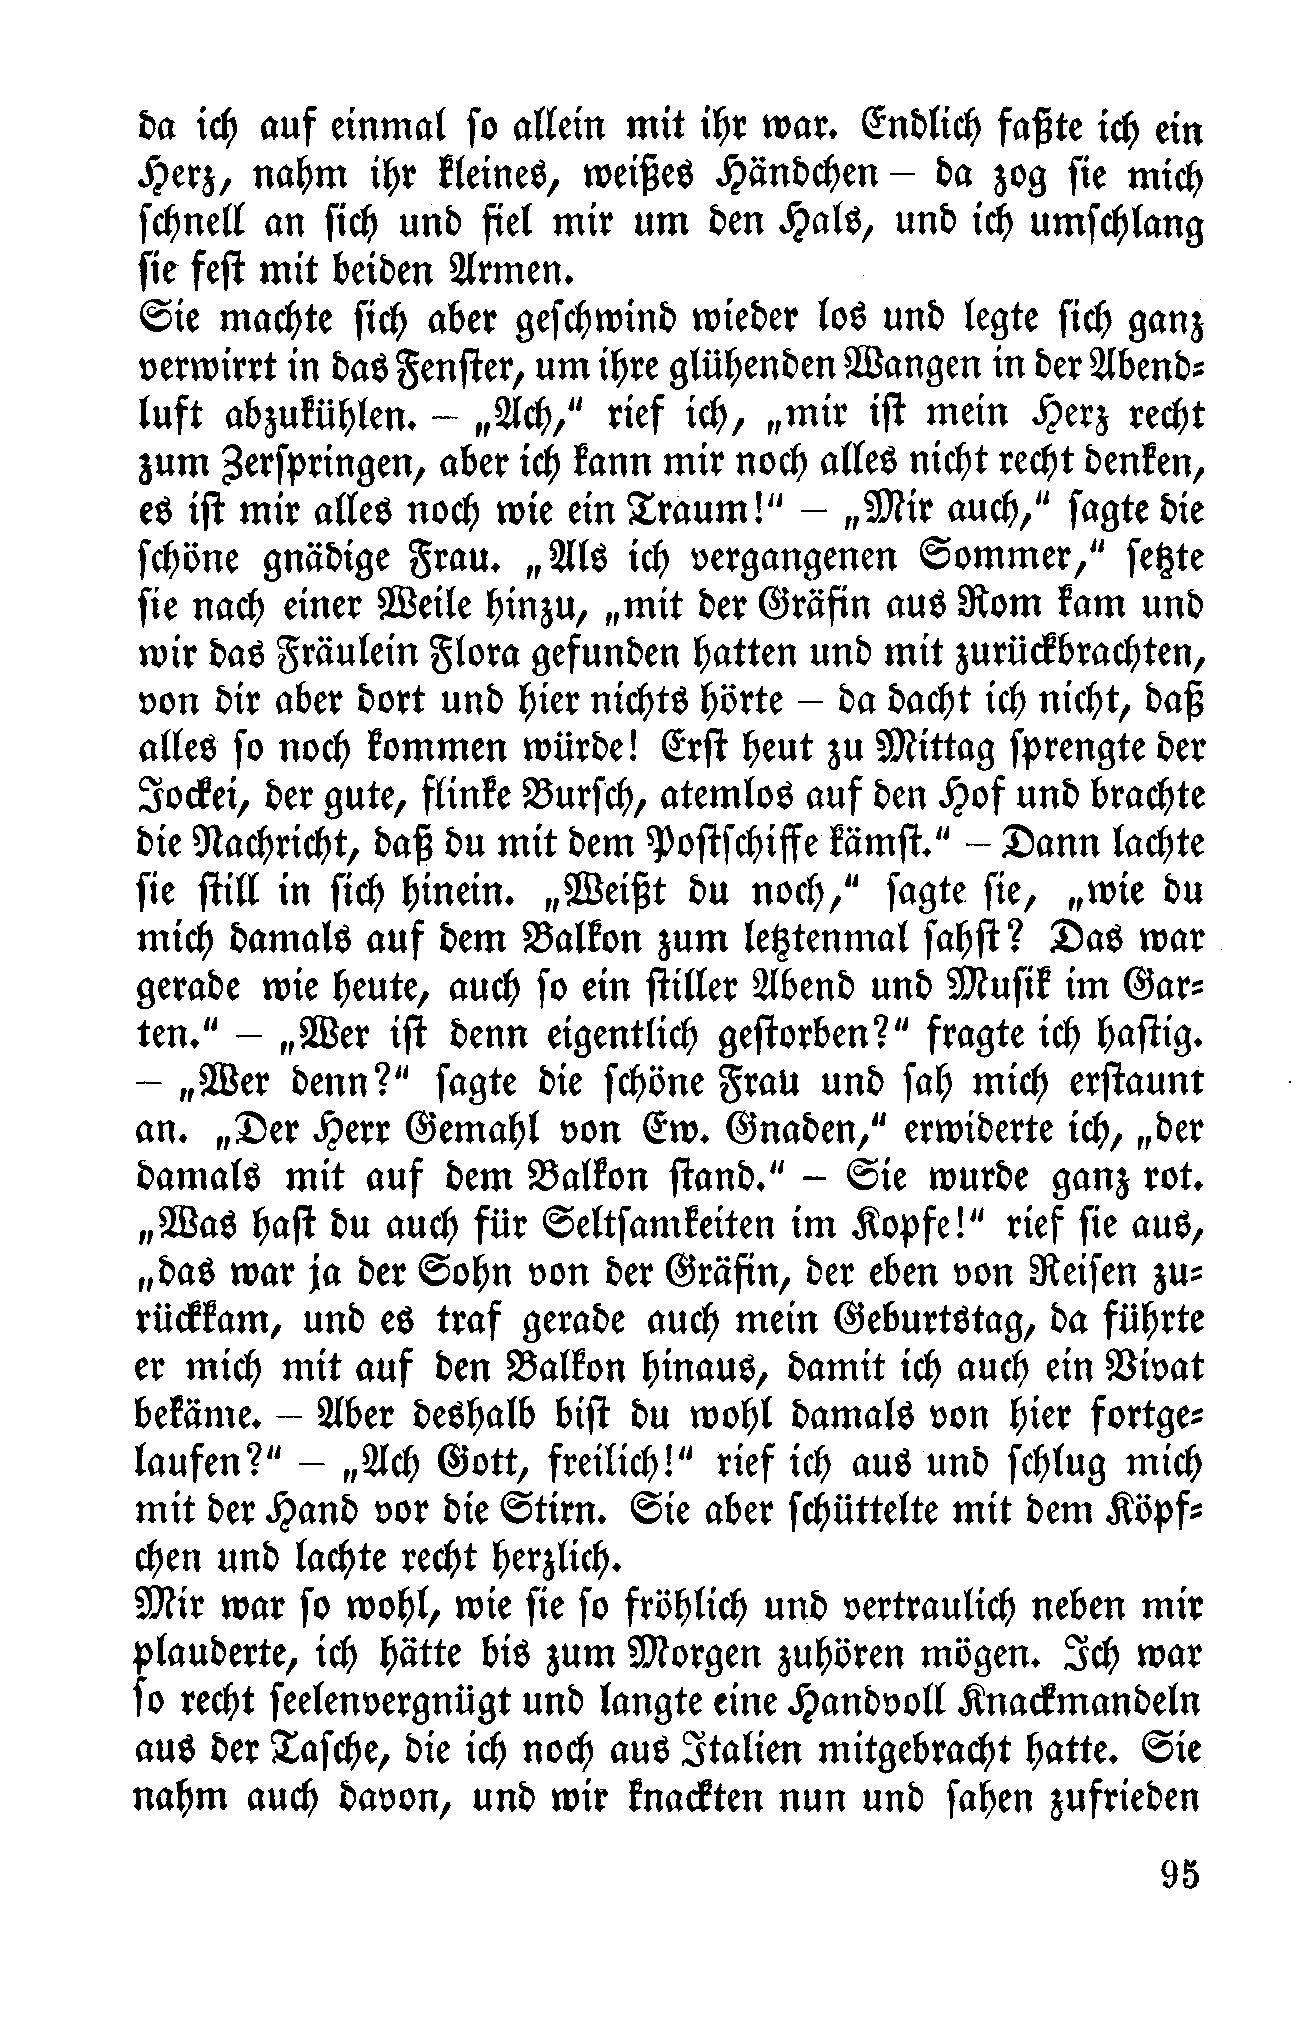 da ich auf einmal so allein mit ihr war. Endlich faßte ich ein
Herz, nahm ihr kleines, weißes Händchen – da zog sie mich
schnell an sich und fiel mir um den Hals, und ich umschlang
sie fest mit beiden Armen.
Sie machte sich aber geschwind wieder los und legte sich ganz
verwirrt in das Fenster, um ihre glühenden Wangen in der Abend-
luft abzukühlen. – „Ach,“ rief ich, „mir ist mein Herz recht
zum Zerspringen, aber ich kann mir noch alles nicht recht denken,
es ist mir alles noch wie ein Traum!“ – „Mir auch,“ sagte die
schöne gnädige Frau. „Als ich vergangenen Sommer,“ setzte
sie nach einer Weile hinzu, „mit der Gräfin aus Rom kam und
wir das Fräulein Flora gefunden hatten und mit zurückbrachten,
von dir aber dort und hier nichts hörte – da dacht ich nicht, daß
alles so noch kommen würde! Erst heut zu Mittag sprengte der
Jockei, der gute, flinke Bursch, atemlos auf den Hof und brachte
die Nachricht, daß du mit dem Postschiffe kämst.“ – Dann lachte
sie still in sich hinein. „Weißt du noch,“ sagte sie, „wie du
mich damals auf dem Balkon zum letztenmal sahst? Das war
gerade wie heute, auch so ein stiller Abend und Musik im Gar-
ten.“ – „Wer ist denn eigentlich gestorben?“ fragte ich hastig.
– „Wer denn?“ sagte die schöne Frau und sah mich erstaunt
an. „Der Herr Gemahl von Ew. Gnaden,“ erwiderte ich, „der
damals mit auf dem Balkon stand.“ – Sie wurde ganz rot.
„Was hast du auch für Seltsamkeiten im Kopfe!“ rief sie aus,
„das war ja der Sohn von der Gräfin, der eben von Reisen zu-
rückkam, und es traf gerade auch mein Geburtstag, da führte
er mich mit auf den Balkon hinaus, damit ich auch ein Vivat
bekäme. – Aber deshalb bist du wohl damals von hier fortge-
laufen?“ – „Ach Gott, freilich!“ rief ich aus und schlug mich
mit der Hand vor die Stirn. Sie aber schüttelte mit dem Köpf-
chen und lachte recht herzlich.
Mir war so wohl, wie sie so fröhlich und vertraulich neben mir
plauderte, ich hätte bis zum Morgen zuhören mögen. Ich war
so recht seelenvergnügt und langte eine Handvoll Knackmandeln
aus der Tasche, die ich noch aus Italien mitgebracht hatte. Sie
nahm auch davon, und wir knackten nun und sahen zufrieden
95